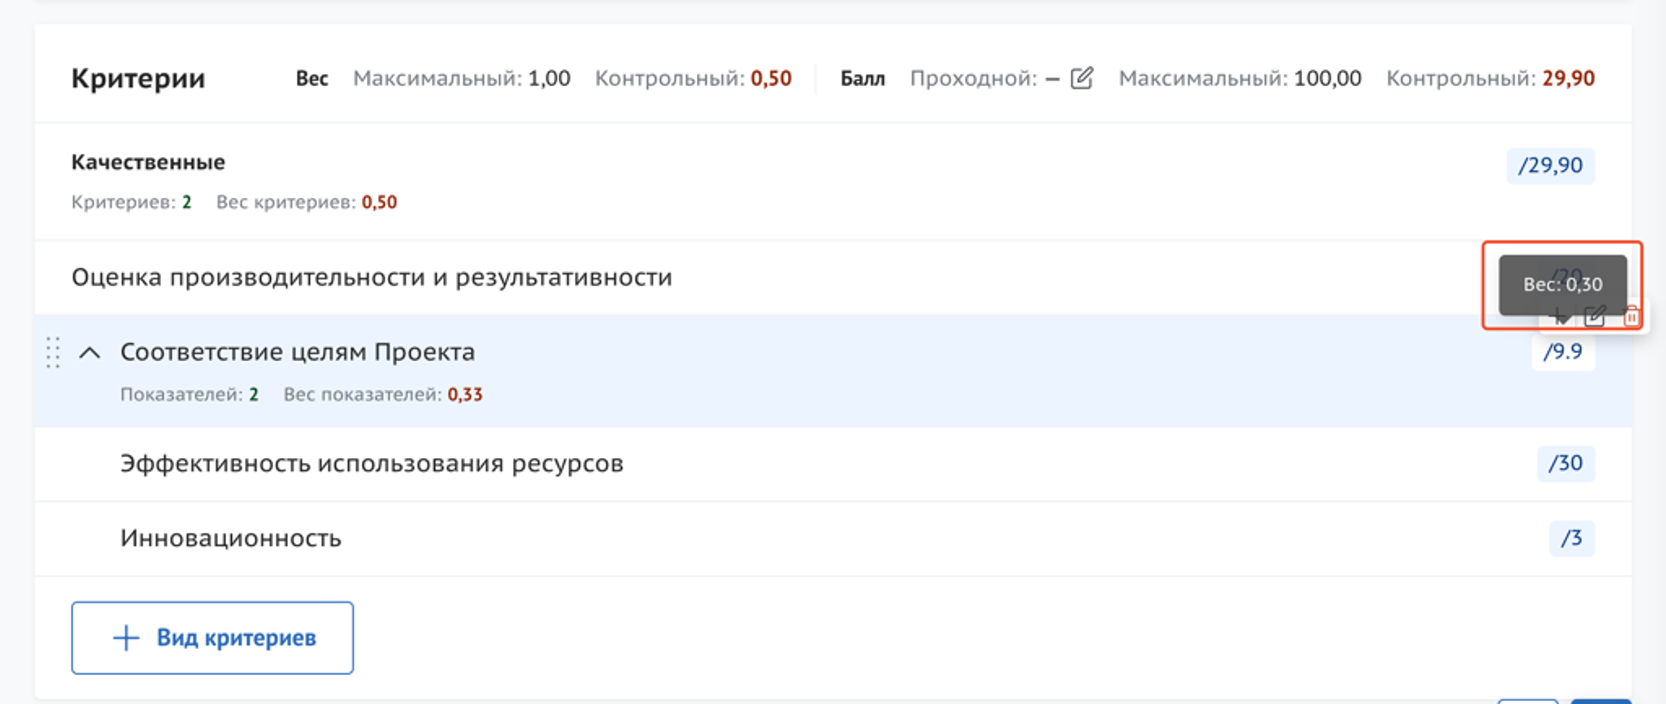 Критерии Вес Максимальный: 1,00 Контрольный: 0,50 Балл Проходной: – Максимальный: 100,00 Контрольный: 29,90
Качественные /29,90
Критериев: 2 Вес критериев: 0,50
Оценка производительности и результативности /20
Вес: 0,30
Соответствие целям Проекта /9.9
Показателей: 2 Вес показателей: 0,33
Эффективность использования ресурсов /30
Инновационность /3
Вид критериев